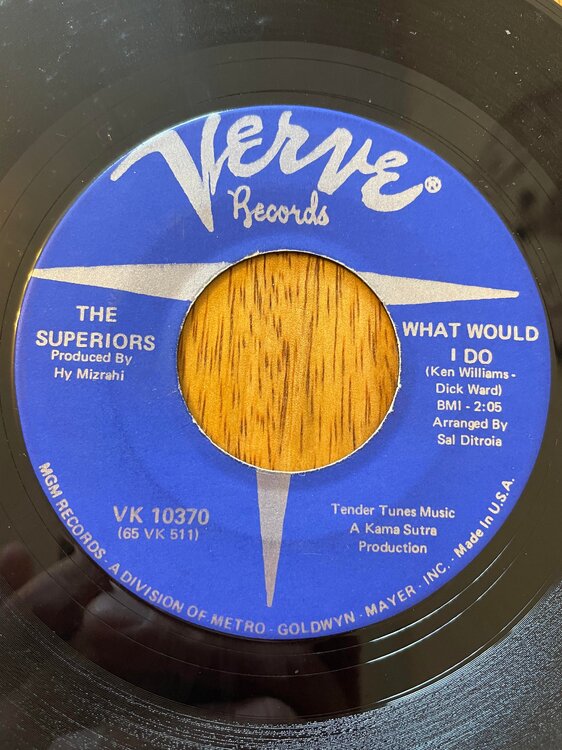 Verve®
Records
THE
SUPERIORS
Produced By
Hy Mizrahi
WHAT WOULD
I DO
(Ken Williams-
Dick Ward)
BMI - 2:05
Arranged By
Sal Ditroia
VK 10370
(65 VK 511)
Tender Tunes Music
A Kama Sutra
Production
MGM RECORDS - A DIVISION OF METRO - GOLDWYN - MAYER - INC. - Made In U.S.A.